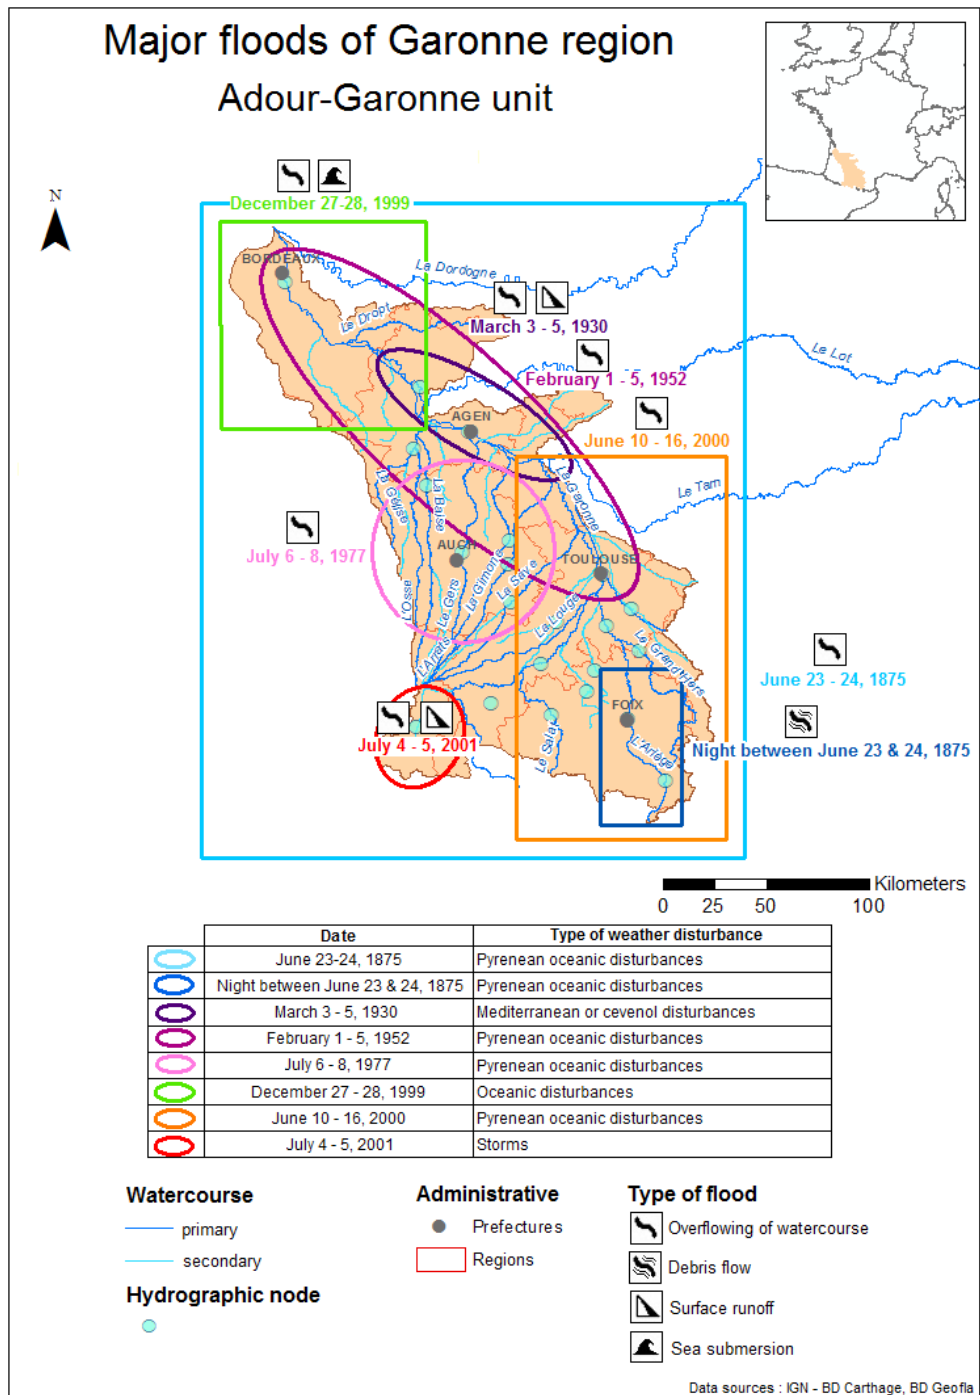 Major floods of Garonne region
Adour-Garonne unit
N
December 27-28, 1999
BORDEAUX
La Dordogne
Le Dropt
March 3 - 5, 1930
Le Lot
February 1 - 5, 1952
AGEN
June 10 - 16, 2000
La Garonne
Le Tarn
La Gélise
La Baïse
July 6 - 8, 1977
AUCH
TOULOUSE
L'Osse
Le Gers
La Gimone
La Save
L'Arrats
La Louge
Le Grand Hers
June 23 - 24, 1875
FOIX
July 4 - 5, 2001
Le Salat
L'Ariège
Night between June 23 & 24, 1875
Kilometers
0 25 50 100
Date Type of weather disturbance
June 23-24, 1875 Pyrenean oceanic disturbances
Night between June 23 & 24, 1875 Pyrenean oceanic disturbances
March 3 - 5, 1930 Mediterranean or cevenol disturbances
February 1 - 5, 1952 Pyrenean oceanic disturbances
July 6 - 8, 1977 Pyrenean oceanic disturbances
December 27 - 28, 1999 Oceanic disturbances
June 10 - 16, 2000 Pyrenean oceanic disturbances
July 4 - 5, 2001 Storms
Watercourse
primary
secondary
Hydrographic node
Administrative
Prefectures
Regions
Type of flood
Overflowing of watercourse
Debris flow
Surface runoff
Sea submersion
Data sources : IGN - BD Carthage, BD Geofla